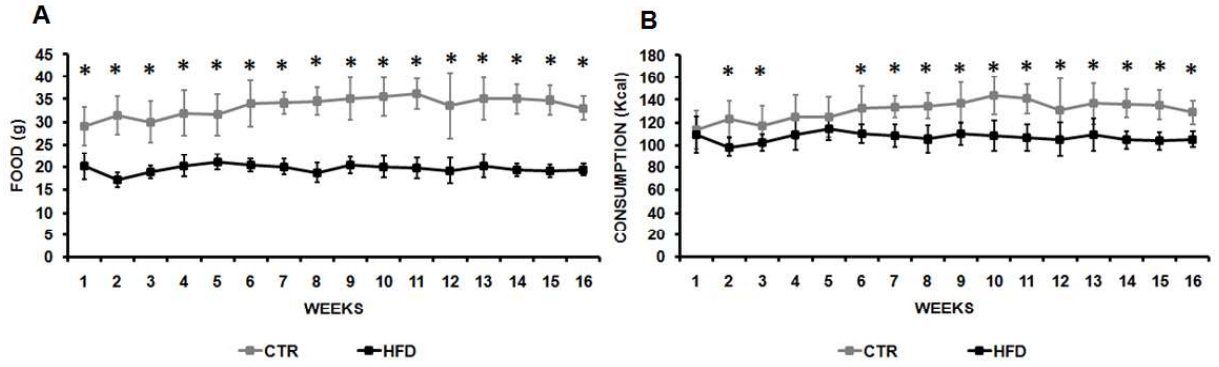 A
* * * * * * * * * * * * * * * *
45
40
35
30
25
20
15
10
5
0
FOOD (g)
1 2 3 4 5 6 7 8 9 10 11 12 13 14 15 16
WEEKS
CTR HFD
B
* * * * * * * * * * * * *
180
160
140
120
100
80
60
40
20
0
CONSUMPTION (Kcal)
1 2 3 4 5 6 7 8 9 10 11 12 13 14 15 16
WEEKS
CTR HFD